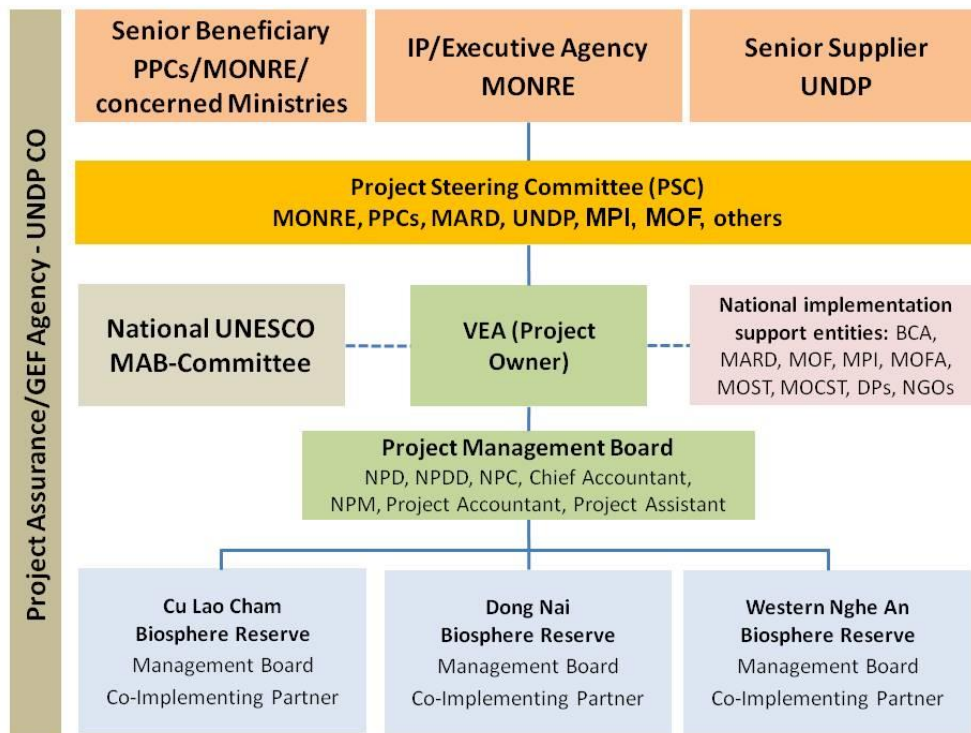 Project Assurance/GEF Agency - UNDP CO
Senior Beneficiary
PPCs/MONRE/
concerned Ministries
IP/Executive Agency
MONRE
Senior Supplier
UNDP
Project Steering Committee (PSC)
MONRE, PPCs, MARD, UNDP, MPI, MOF, others
National UNESCO
MAB-Committee
VEA (Project
Owner)
National implementation
support entities: BCA,
MARD, MOF, MPI, MOFA,
MOST, MOCST, DPs, NGOs
Project Management Board
NPD, NPDD, NPC, Chief Accountant,
NPM, Project Accountant, Project Assistant
Cu Lao Cham
Biosphere Reserve
Management Board
Co-Implementing Partner
Dong Nai
Biosphere Reserve
Management Board
Co-Implementing Partner
Western Nghe An
Biosphere Reserve
Management Board
Co-Implementing Partner